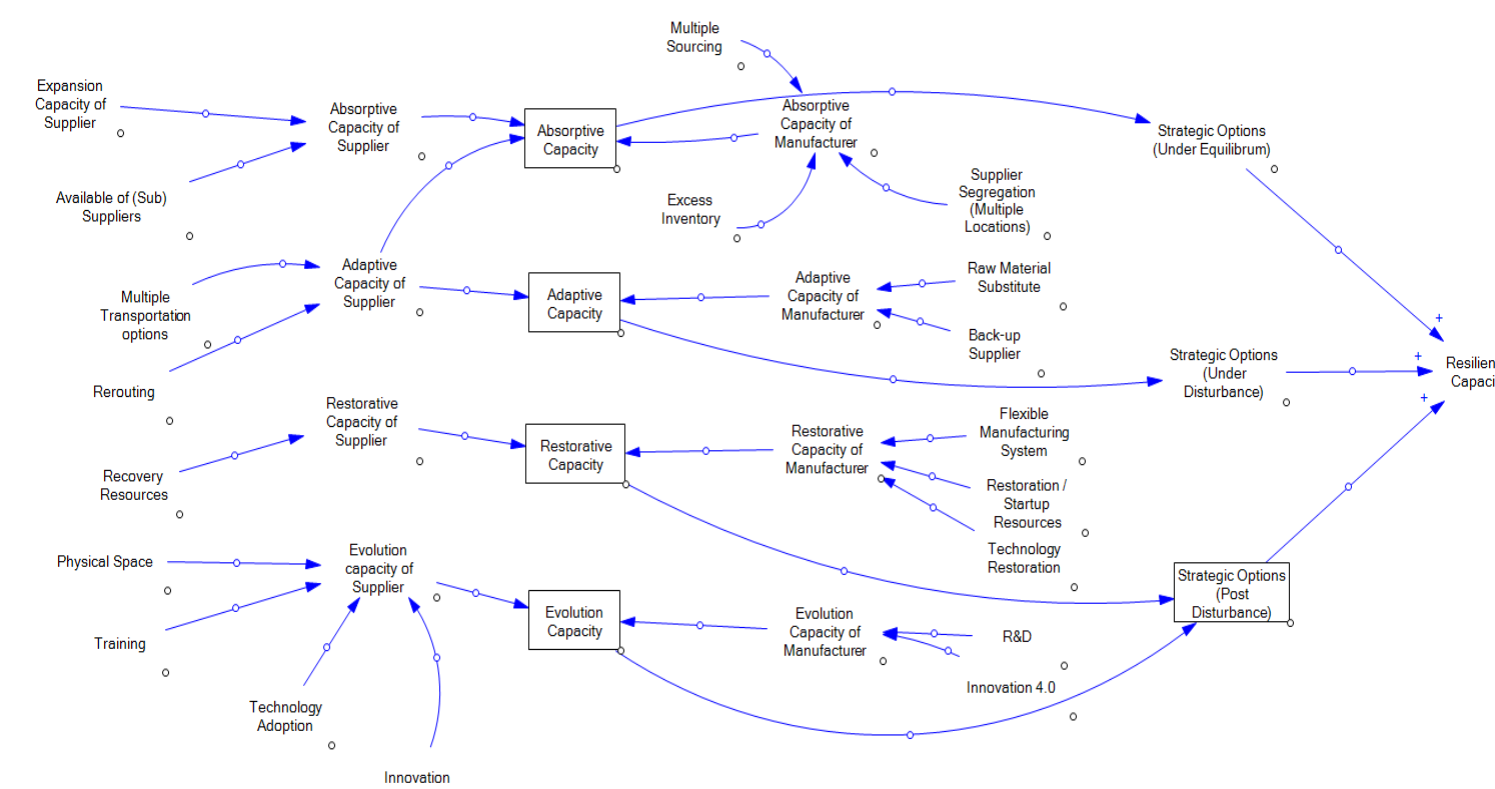 Multiple
Sourcing
Expansion
Capacity of
Supplier
Absorptive
Capacity of
Supplier
Absorptive
Capacity
Absorptive
Capacity of
Manufacturer
Strategic Options
(Under Equilibrum)
Available of (Sub)
Suppliers
Excess
Inventory
Supplier
Segregation
(Multiple
Locations)
Multiple
Transportation
options
Adaptive
Capacity of
Supplier
Adaptive
Capacity
Adaptive
Capacity of
Manufacturer
Raw Material
Substitute
Back-up
Supplier
+
+
+
Strategic Options
(Under
Disturbance)
Resilien
Capaci
Rerouting
Restorative
Capacity of
Supplier
Restorative
Capacity
Restorative
Capacity of
Manufacturer
Flexible
Manufacturing
System
Restoration /
Startup
Resources
Technology
Restoration
Recovery
Resources
Physical Space
Evolution
capacity of
Supplier
Evolution
Capacity
Evolution
Capacity of
Manufacturer
R&D
Innovation 4.0
Strategic Options
(Post
Disturbance)
Training
Technology
Adoption
Innovation